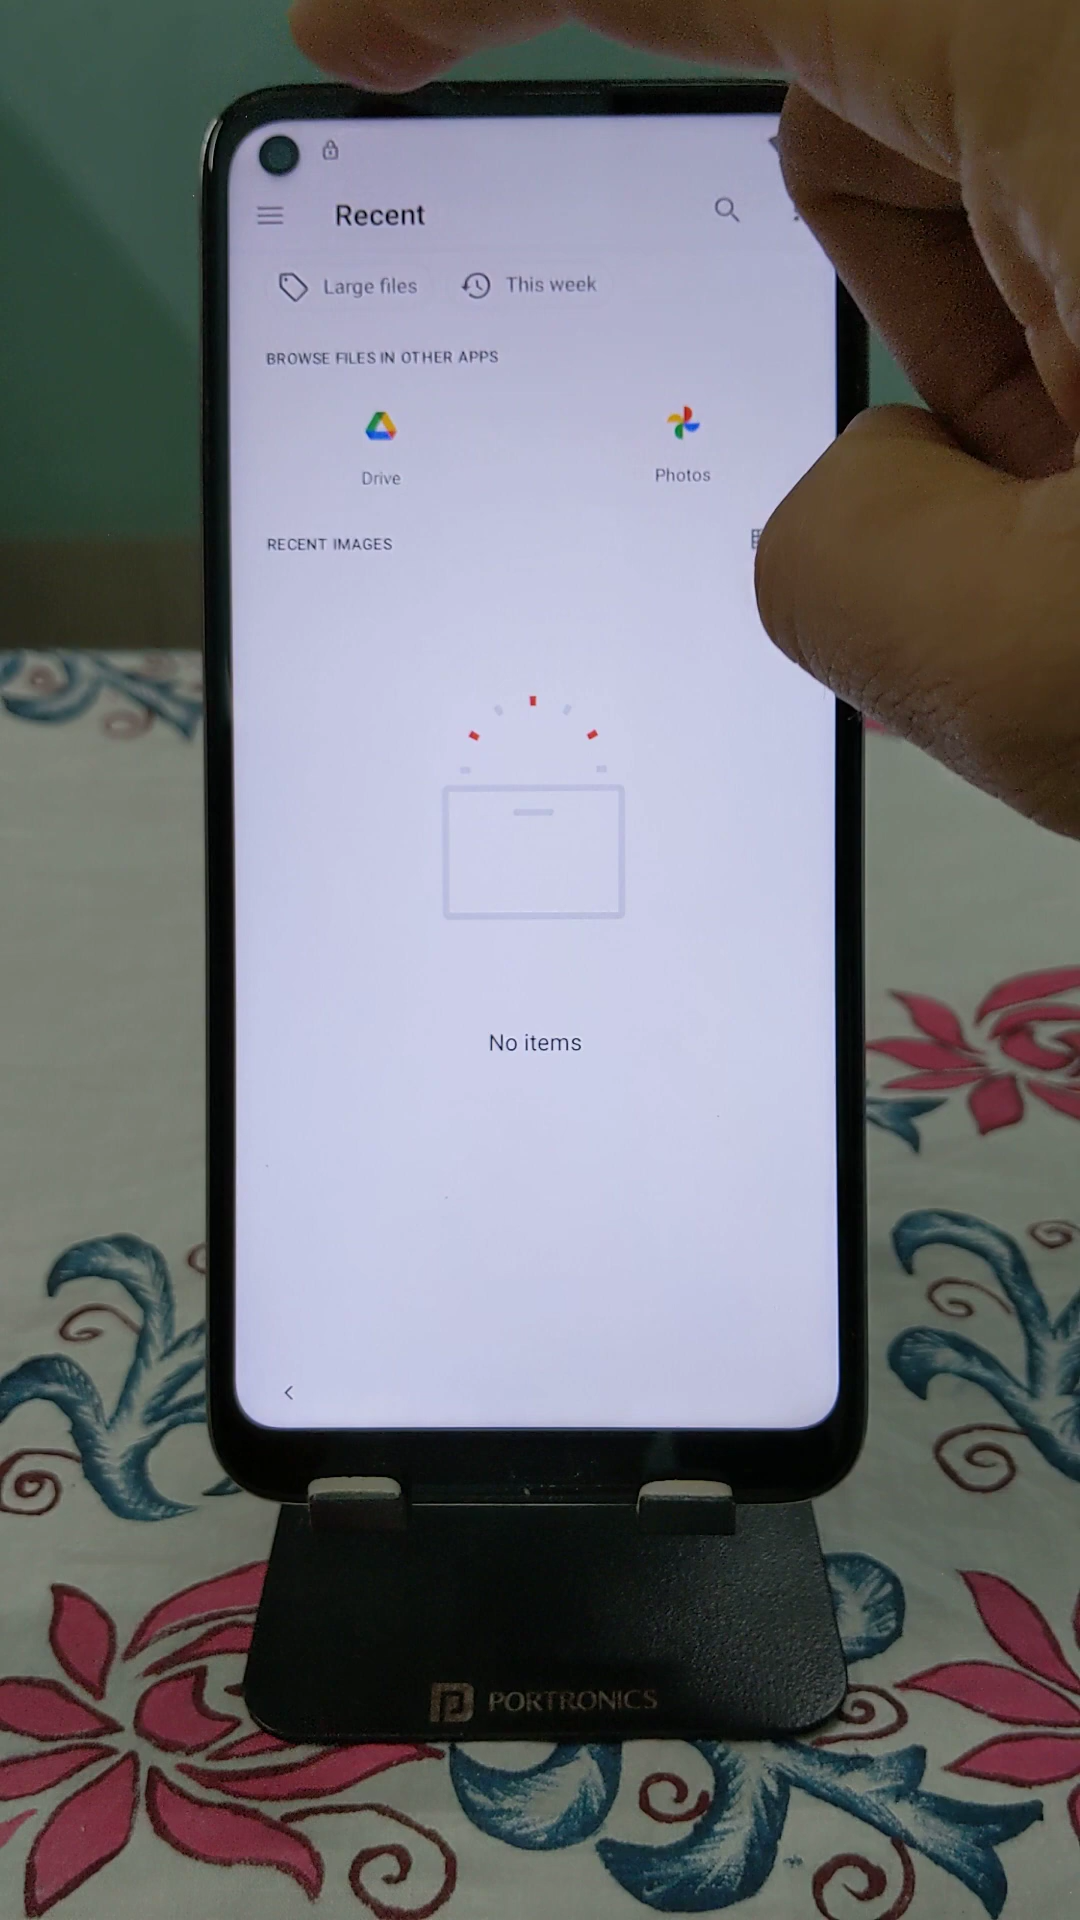 Recent
Large files
This week
BROWSE FILES IN OTHER APPS
Drive
Photos
RECENT IMAGES
No items
PORTRONICS